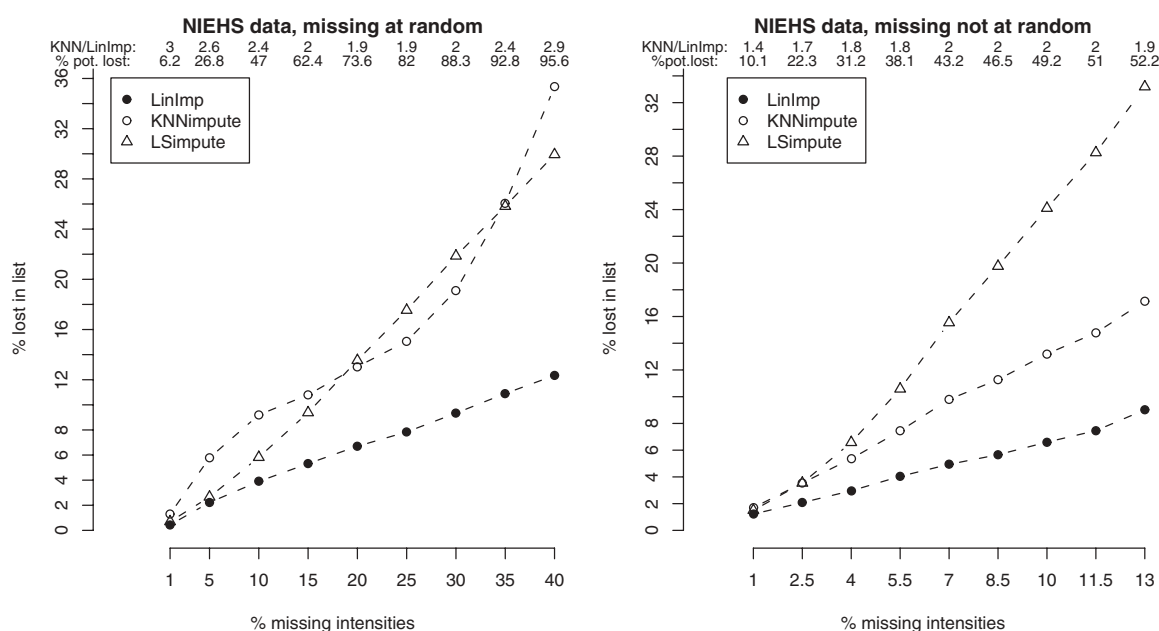 NIEHS data, missing at random
KNN/LinImp: 3 2.6 2.4 2 1.9 1.9 2 2.4 2.9
% pot. lost: 6.2 26.8 47 62.4 73.6 82 88.3 92.8 95.6
LinImp
KNNimpute
LSimpute
36
32
28
24
20
16
12
8
6
4
2
0
% lost in list
1 5 10 15 20 25 30 35 40
% missing intensities
NIEHS data, missing not at random
KNN/LinImp: 1.4 1.7 1.8 1.8 2 2 2 2 1.9
%pot.lost: 10.1 22.3 31.2 38.1 43.2 46.5 49.2 51 52.2
LinImp
KNNimpute
LSimpute
32
28
24
20
16
12
8
6
4
2
0
% lost in list
1 2.5 4 5.5 7 8.5 10 11.5 13
% missing intensities